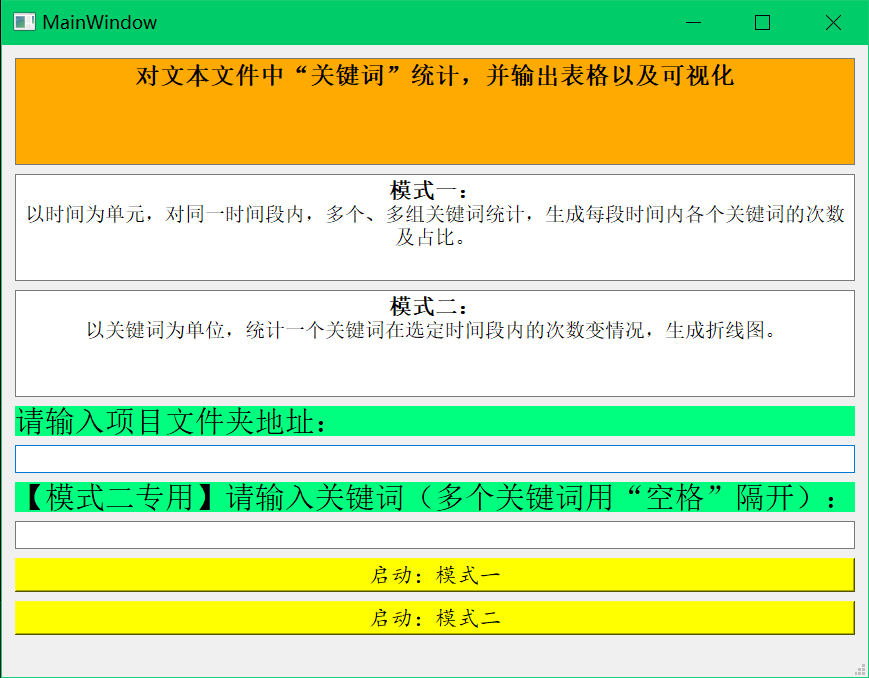 MainWindow
对文本文件中“关键词”统计，并输出表格以及可视化
模式一：
以时间为单元，对同一时间段内，多个、多组关键词统计，生成每段时间内各个关键词的次数
及占比。
模式二：
以关键词为单位，统计一个关键词在选定时间段内的次数变情况，生成折线图。
请输入项目文件夹地址：
【模式二专用】请输入关键词（多个关键词用“空格”隔开）：
启动：模式一
启动：模式二